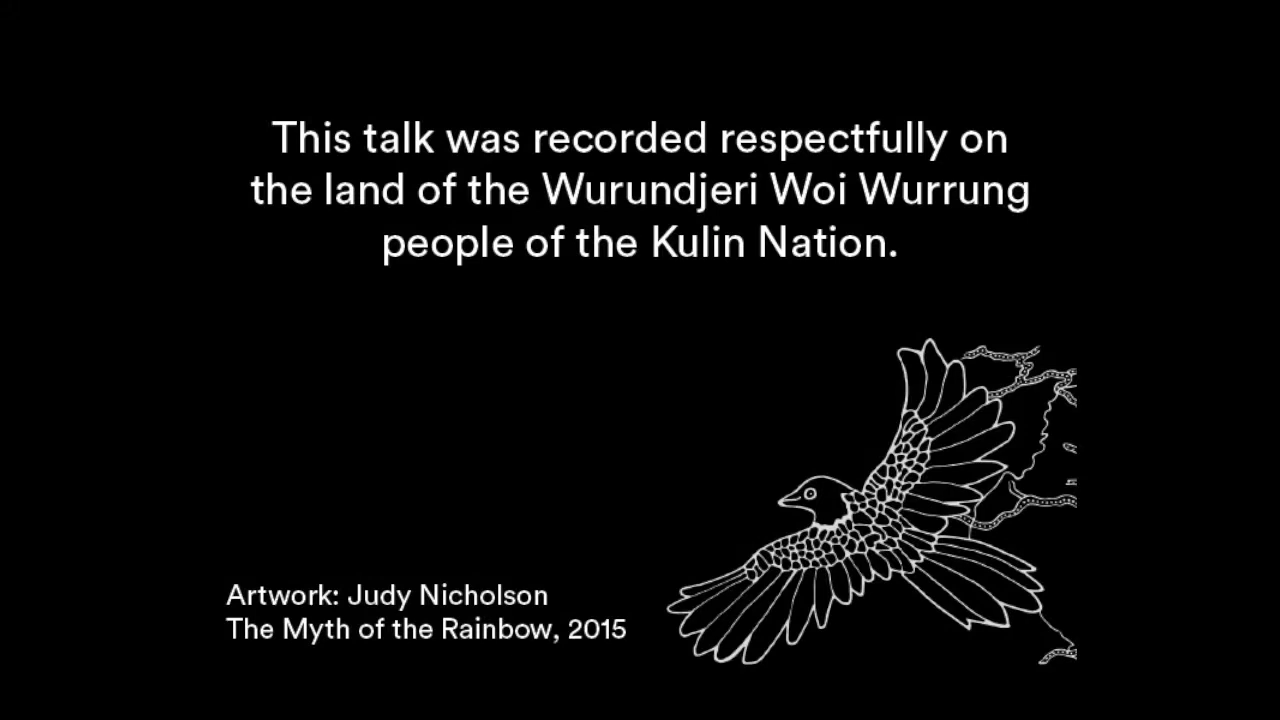 This talk was recorded respectfully on
the land of the Wurundjeri Woi Wurrung
people of the Kulin Nation.
Artwork: Judy Nicholson
The Myth of the Rainbow, 2015